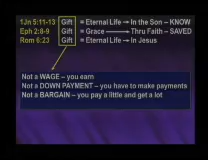 1Jn 5:11-13 Gift = Eternal Life → In the Son – KNOW
Eph 2:8-9 Gift = Grace → Thru Faith – SAVED
Rom 6:23 Gift = Eternal Life → In Jesus
Not a WAGE – you earn
Not a DOWN PAYMENT – you have to make payments
Not a BARGAIN – you pay a little and get a lot